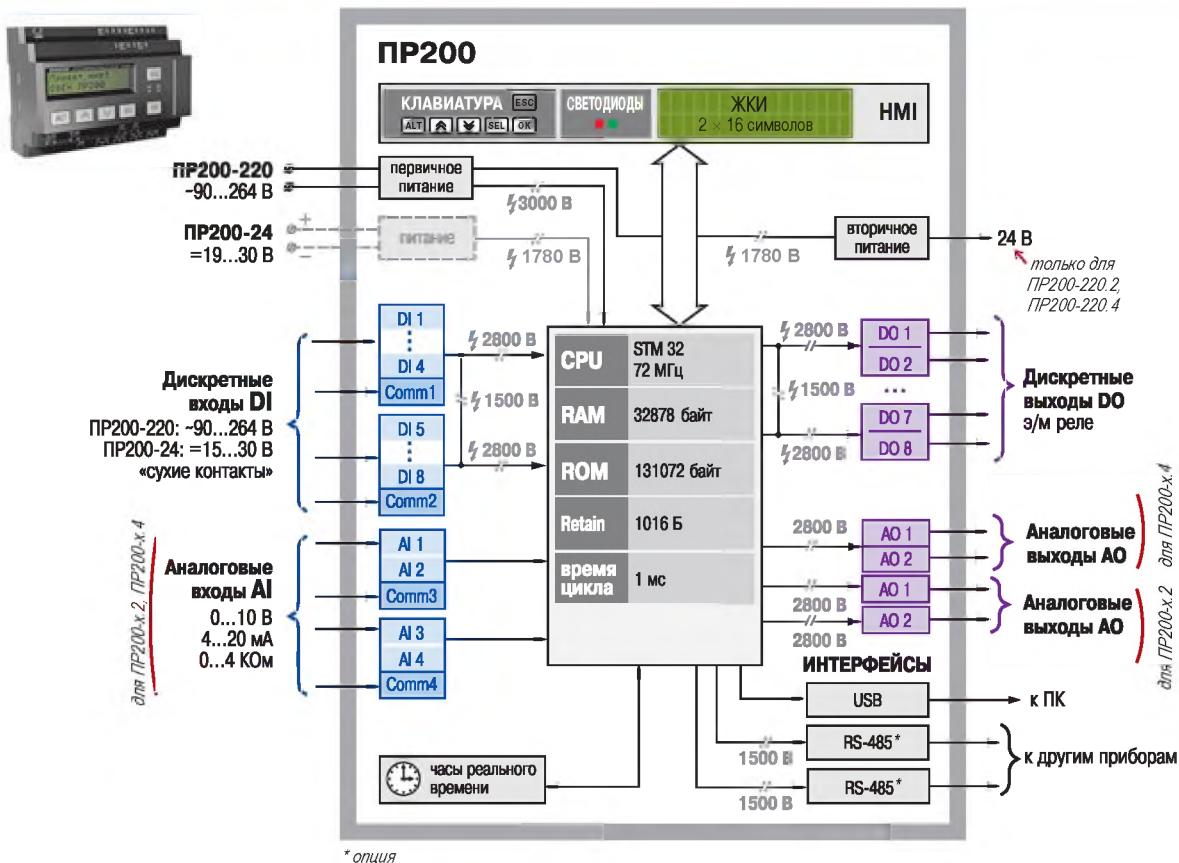 ПР200
КЛАВИАТУРА ESC
ALT SEL OK
СВЕТОДИОДЫ
ЖКИ
2 × 16 символов
HMI
ПР200-220
~90...264 В
первичное
питание
3000 В
ПР200-24
=19...30 В
+
−
питание
1780 В
1780 В
вторичное
питание
24 В
только для
ПР200-220.2,
ПР200-220.4
Дискретные
входы DI
ПР200-220: ~90...264 В
ПР200-24: =15...30 В
«сухие контакты»
DI 1
DI 4
Comm1
DI 5
DI 8
Comm2
2800 В
1500 В
2800 В
CPU STM 32
72 МГц
RAM 32878 байт
ROM 131072 байт
Retain 1016 Б
время
цикла 1 мс
2800 В
1500 В
2800 В
DO 1
DO 2
...
DO 7
DO 8
Дискретные
выходы DO
э/м реле
для ПР200-х.2, ПР200-х.4
Аналоговые
входы AI
0...10 В
4...20 мА
0...4 КОм
AI 1
AI 2
Comm3
AI 3
AI 4
Comm4
2800 В
AO 1
AO 2
Аналоговые
выходы AO
для ПР200-х.4
2800 В
2800 В
AO 1
AO 2
Аналоговые
выходы AO
для ПР200-х.2
ИНТЕРФЕЙСЫ
USB
к ПК
1500 В
RS-485*
1500 В
RS-485*
к другим приборам
часы реального
времени
* опция